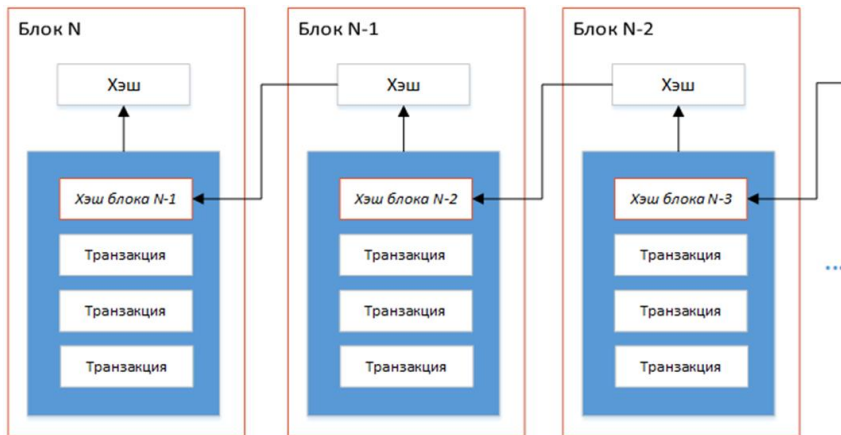 Блок N
Хэш
Хэш блока N-1
Транзакция
Транзакция
Транзакция
Блок N-1
Хэш
Хэш блока N-2
Транзакция
Транзакция
Транзакция
Блок N-2
Хэш
Хэш блока N-3
Транзакция
Транзакция
Транзакция
...